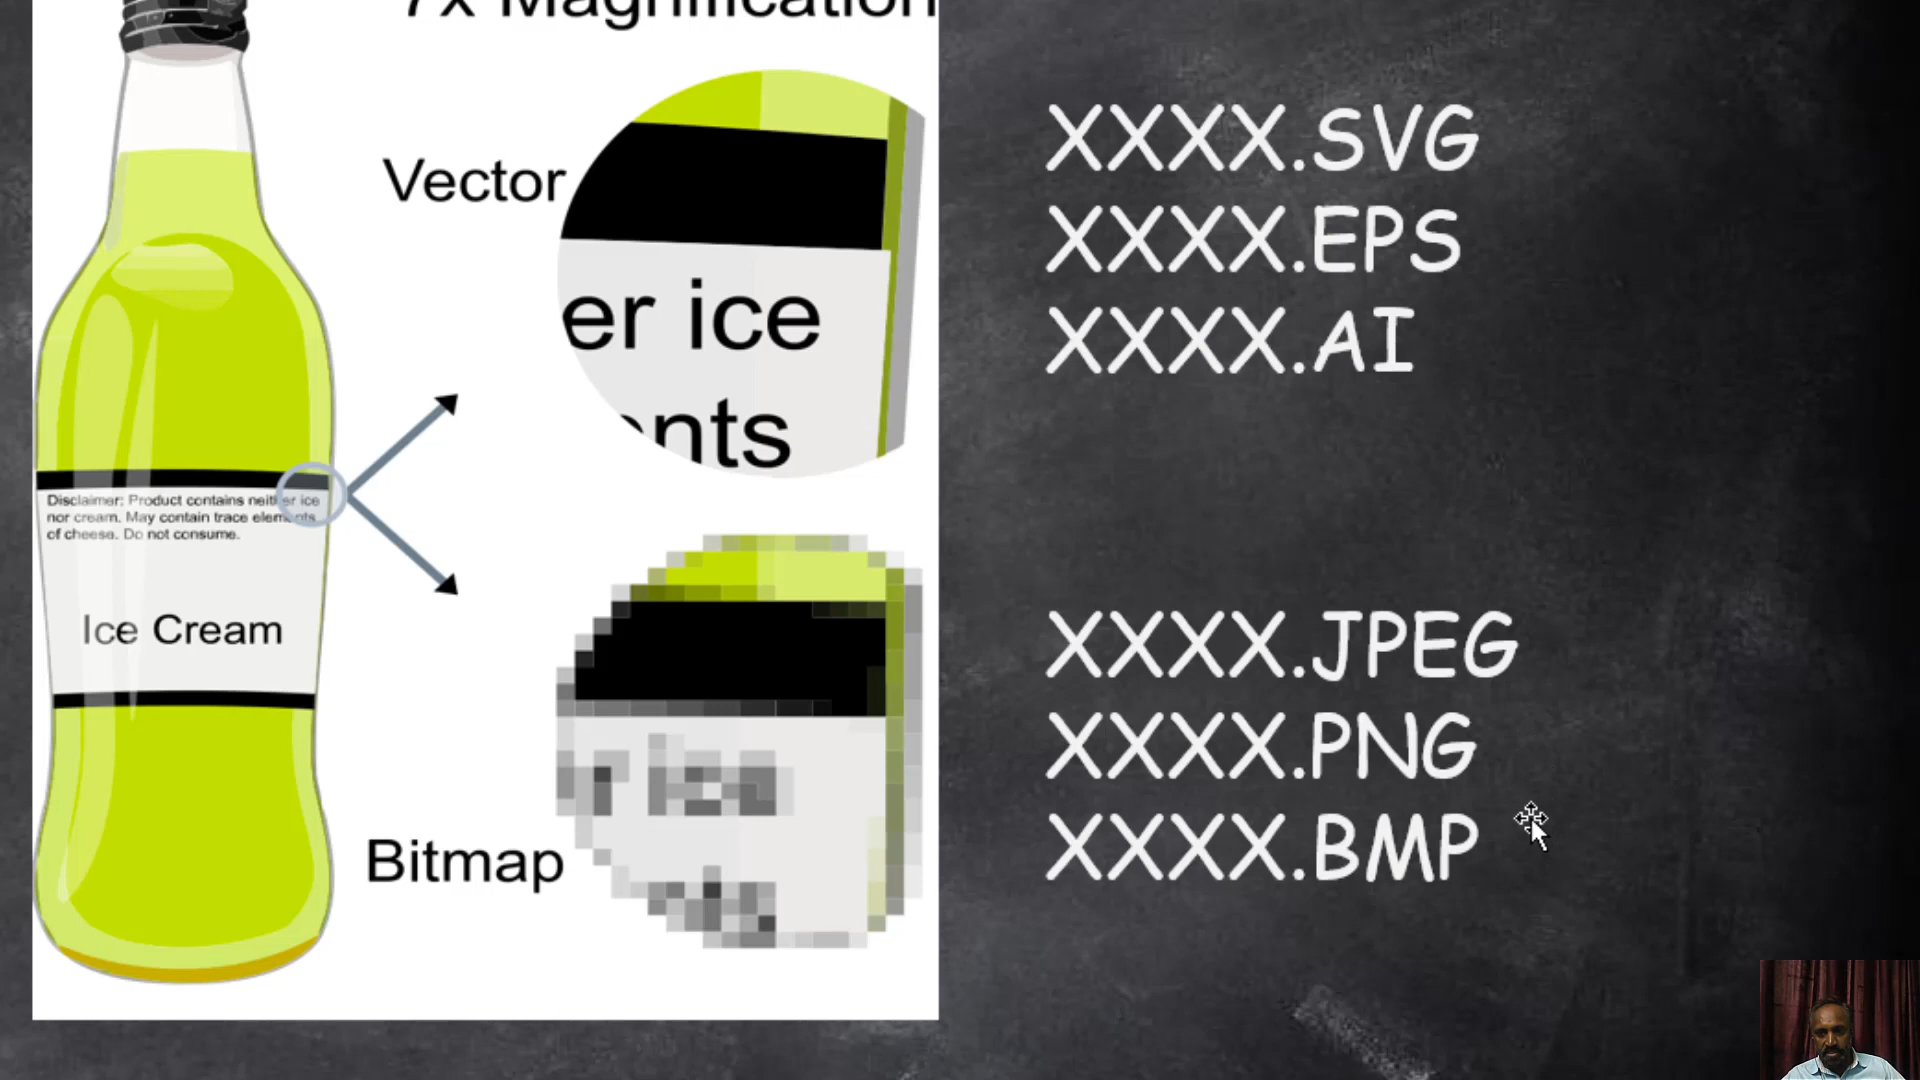 7x Magnification
Vector
er ice
ents
Disclaimer: Product contains neither ice
nor cream. May contain trace elements
of cheese. Do not consume.
Ice Cream
Bitmap
XXXX.SVG
XXXX.EPS
XXXX.AI
XXXX.JPEG
XXXX.PNG
XXXX.BMP